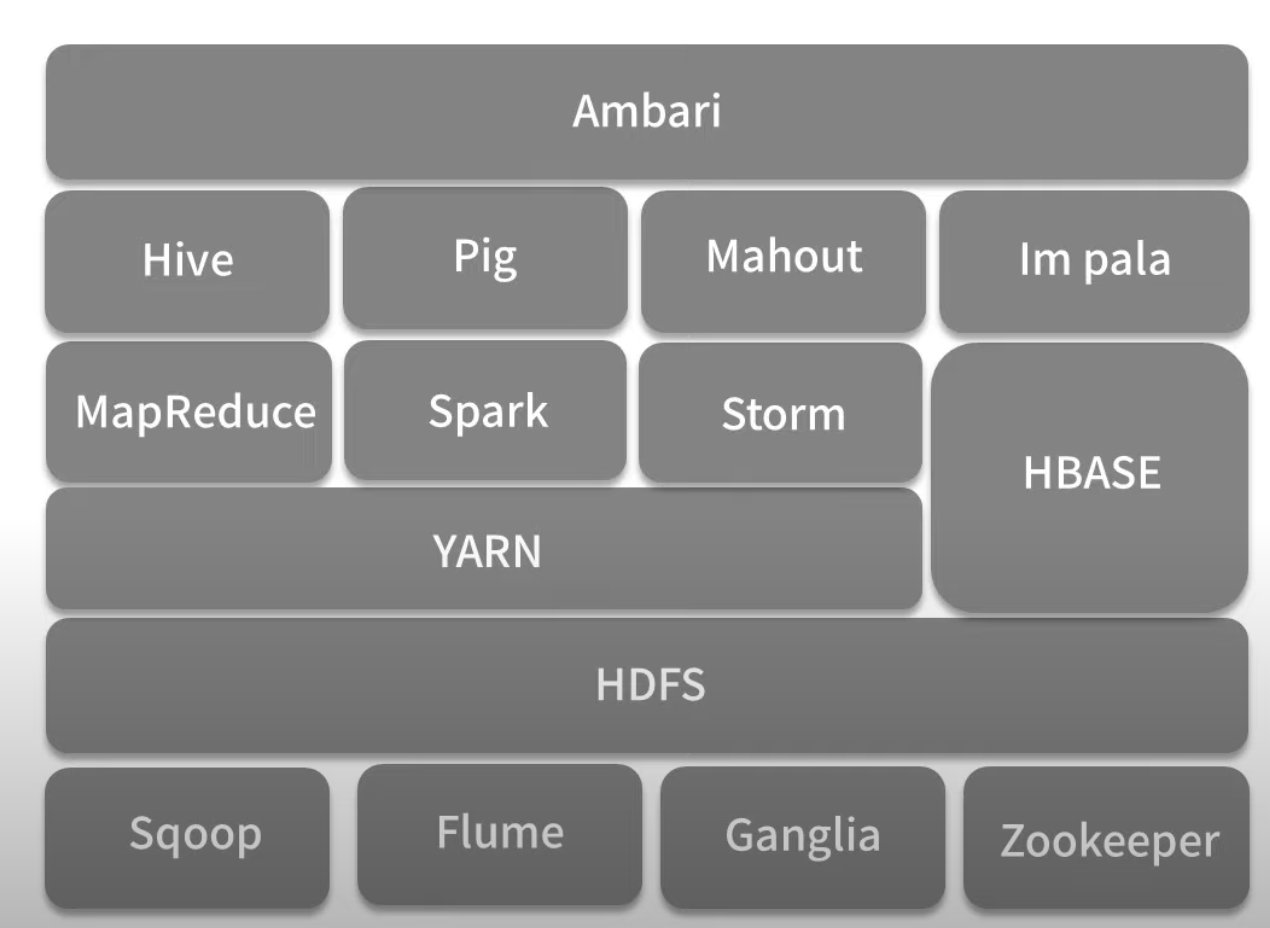 Ambari
Hive
Pig
Mahout
Im pala
MapReduce
Spark
Storm
HBASE
YARN
HDFS
Sqoop
Flume
Ganglia
Zookeeper